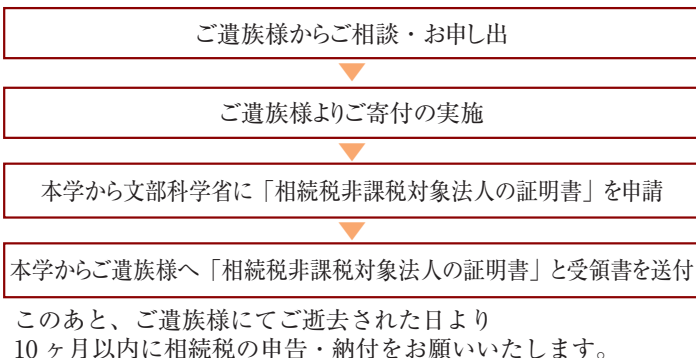 ご遺族様からご相談・お申し出
ご遺族様よりご寄付の実施
本学から文部科学省に「相続税非課税対象法人の証明書」を申請
本学からご遺族様へ「相続税非課税対象法人の証明書」と受領書を送付
このあと、ご遺族様にてご逝去された日より
10 ヶ月以内に相続税の申告・納付をお願いいたします。